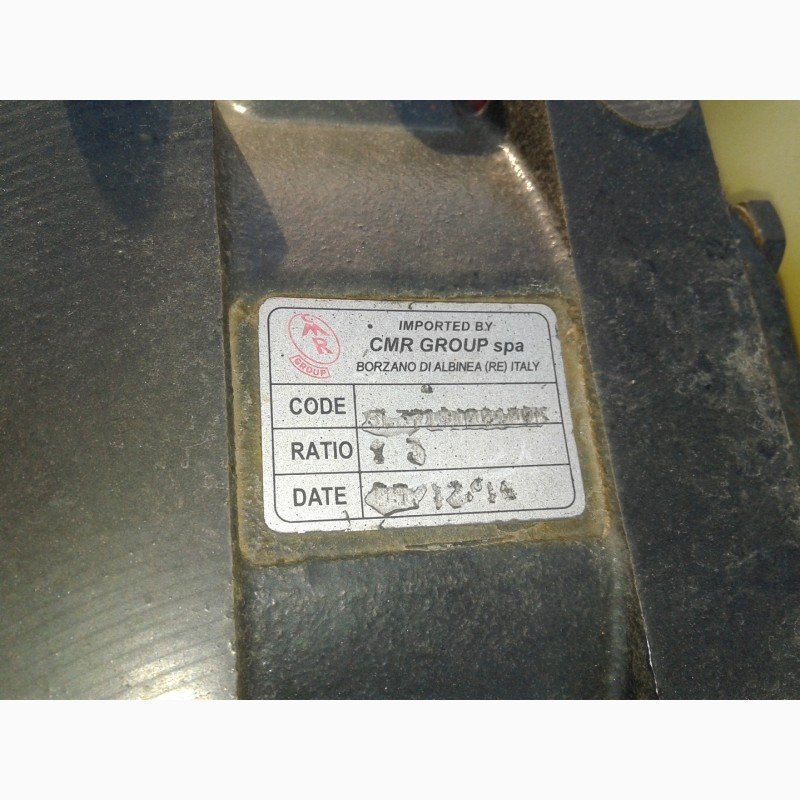 CMR
GROUP
IMPORTED BY
CMR GROUP spa
BORZANO DI ALBINEA (RE) ITALY
CODE
RATIO
DATE